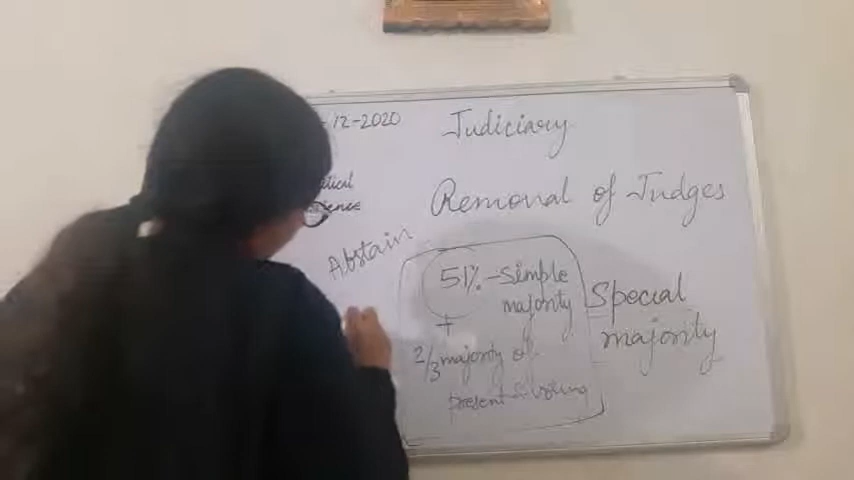 -12-2020
Judiciary
Removal of Judges
Abstain
51% - Simple
majority
+
2/3 majority of
present & voting
Special
majority